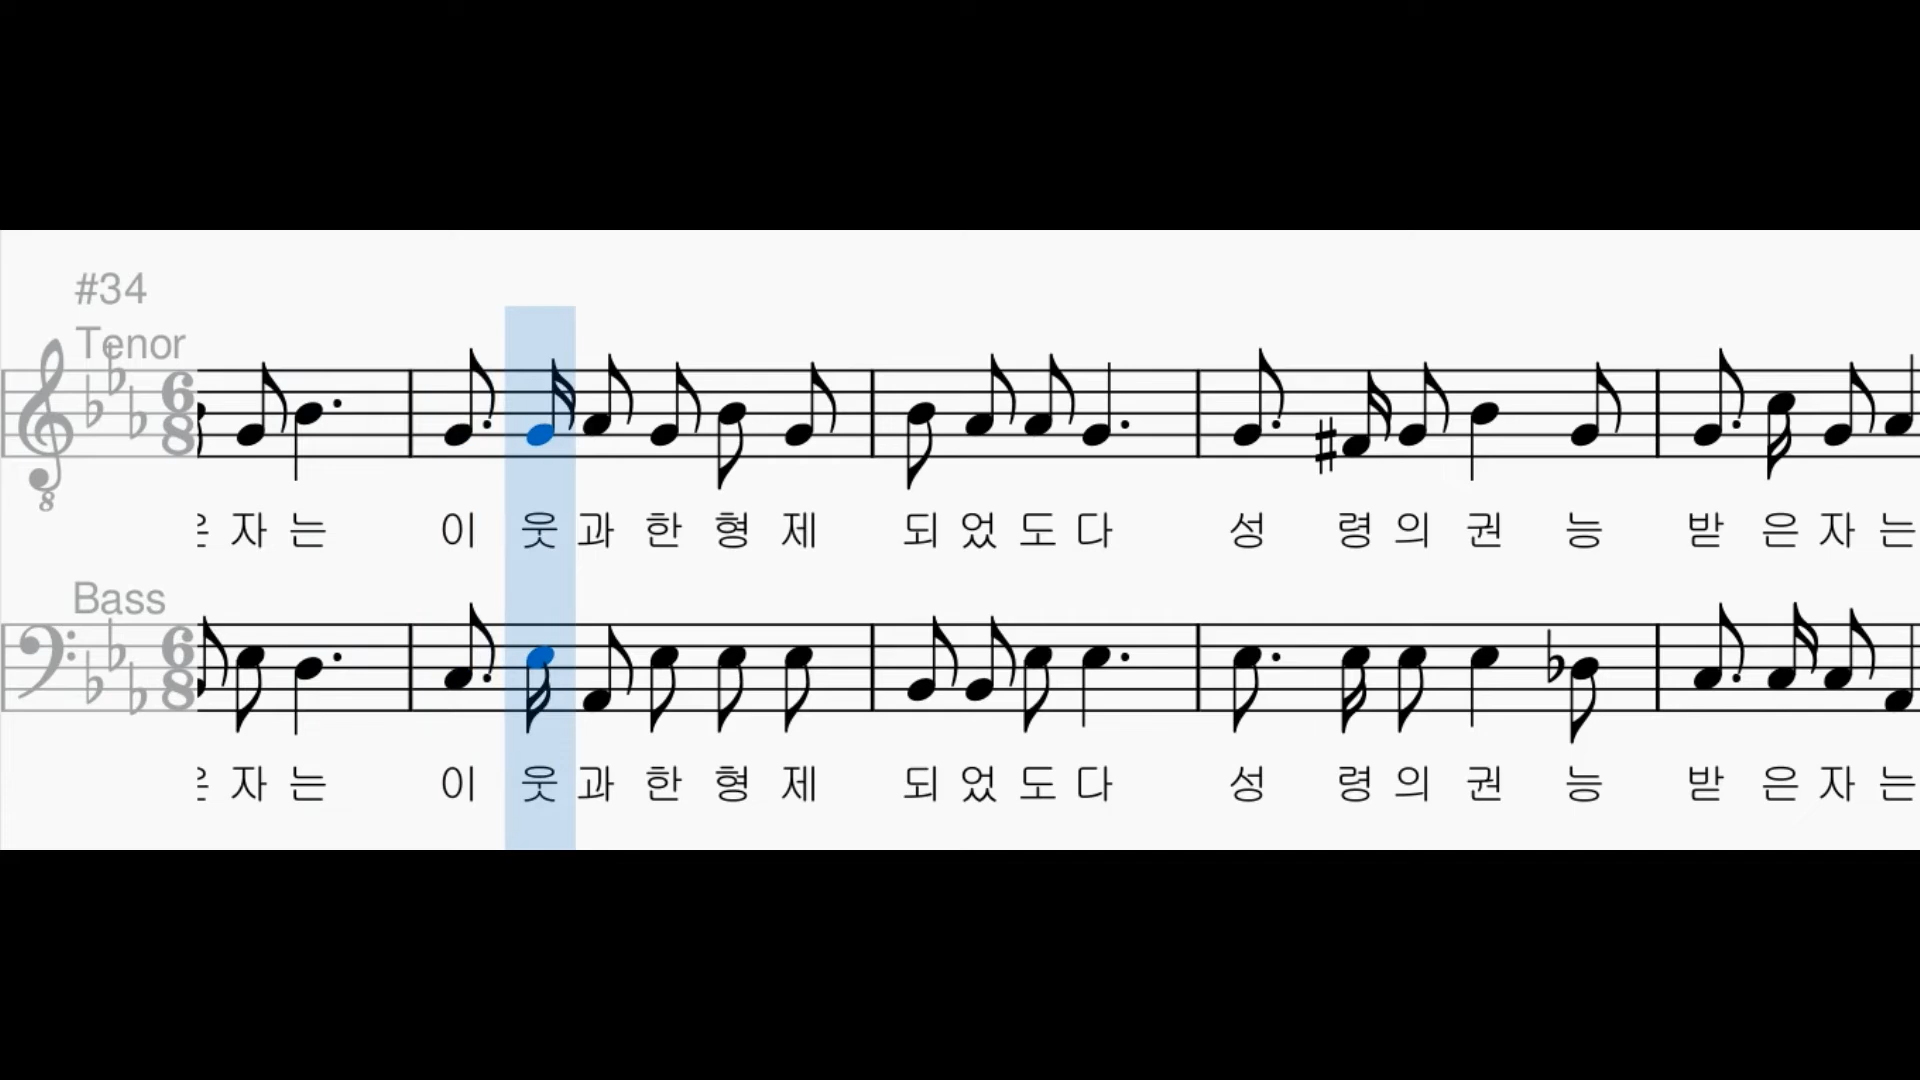 #34
Tenor
자 는 이 웃 과 한 형 제 되 었 도 다 성 령 의 권 능 받 은 자 는
Bass
자 는 이 웃 과 한 형 제 되 었 도 다 성 령 의 권 능 받 은 자 는